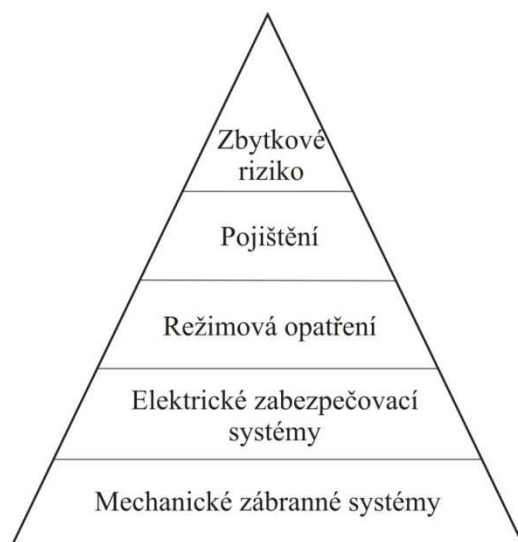 Zbytkové
riziko
Pojištění
Režimová opatření
Elektrické zabezpečovací
systémy
Mechanické zábranné systémy